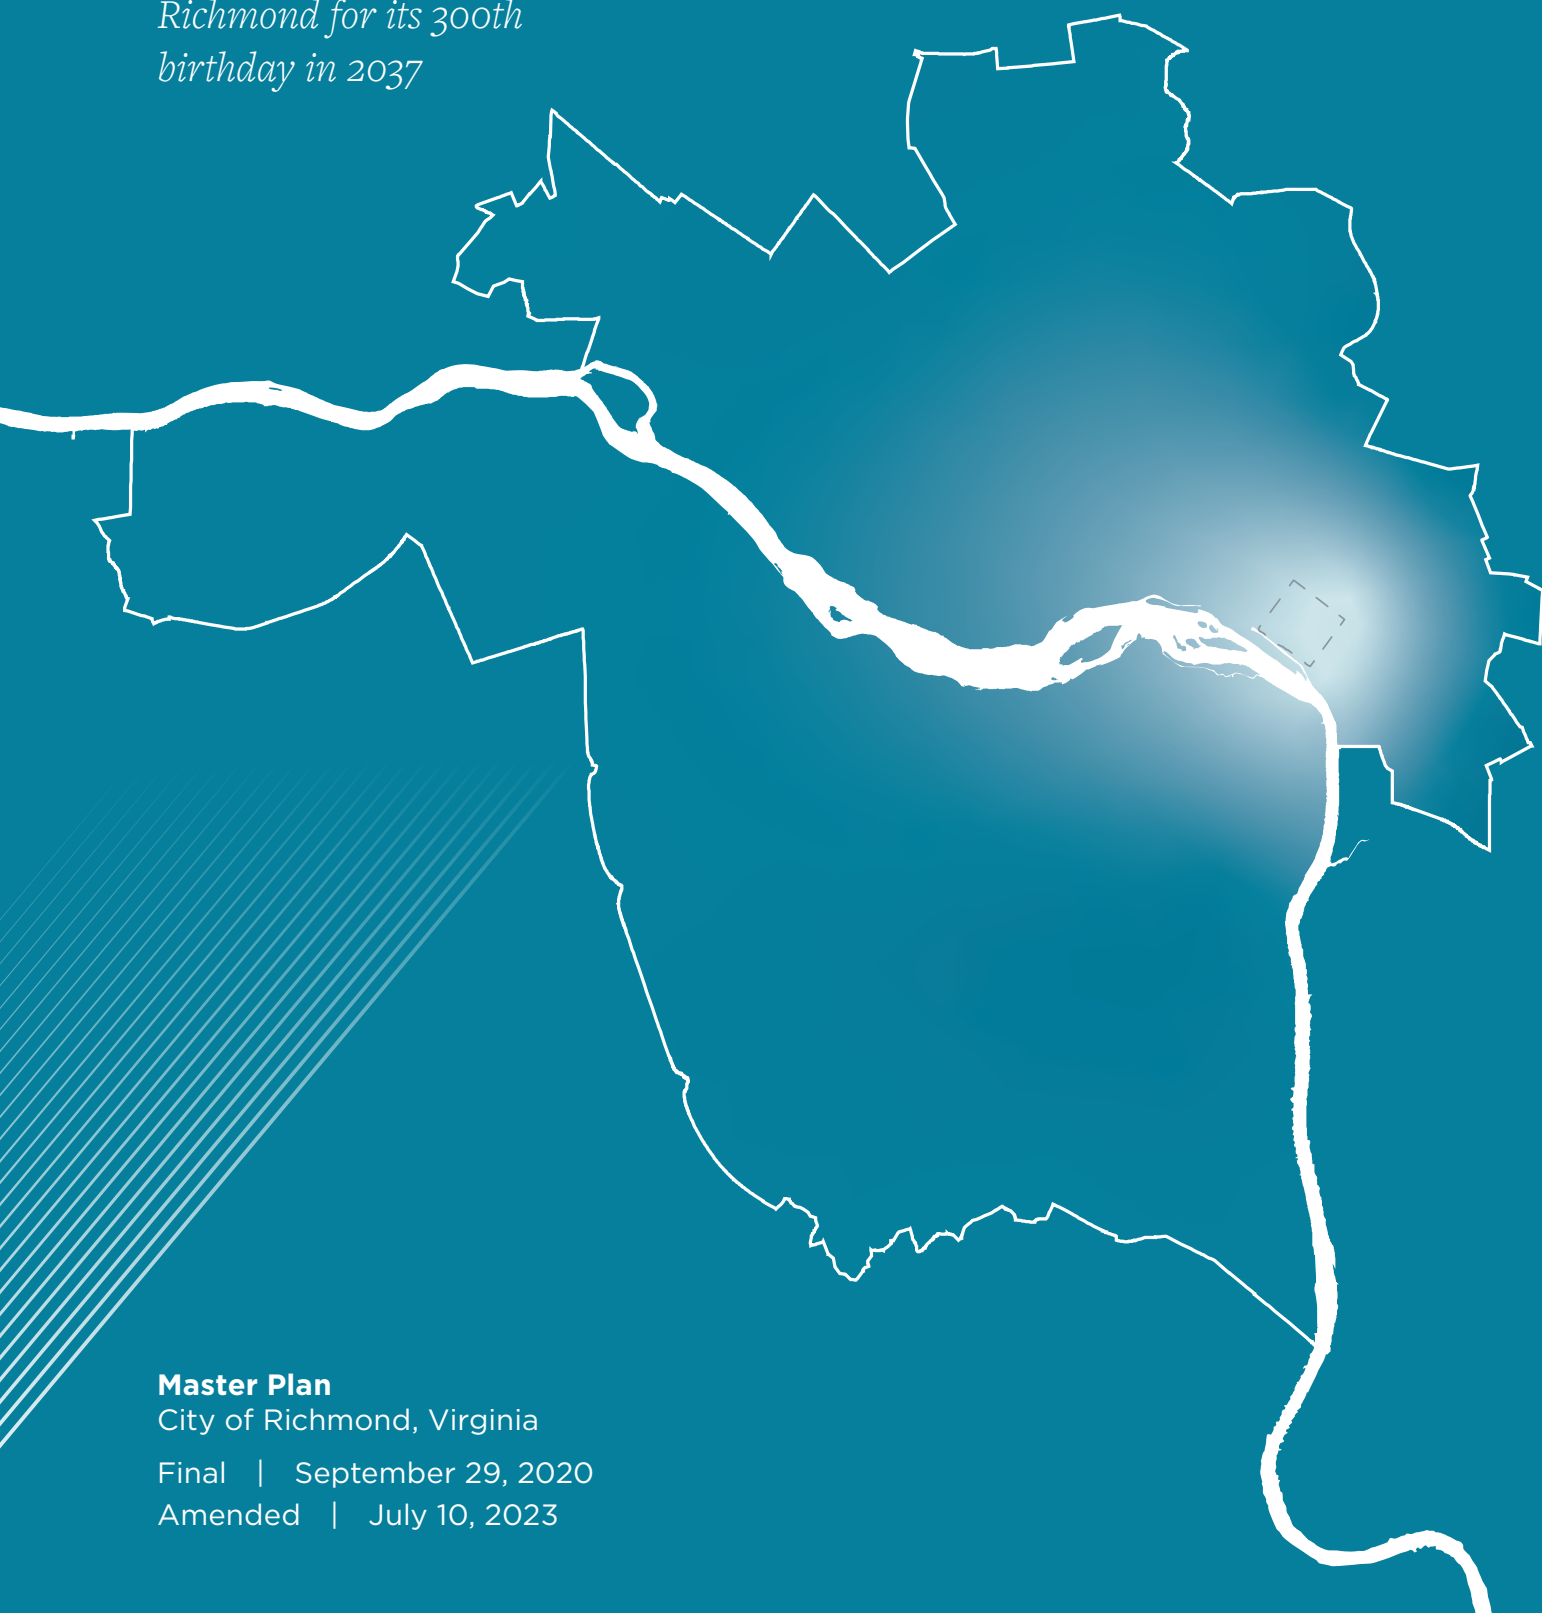 Richmond for its 300th
birthday in 2037
Master Plan
City of Richmond, Virginia
Final | September 29, 2020
Amended | July 10, 2023